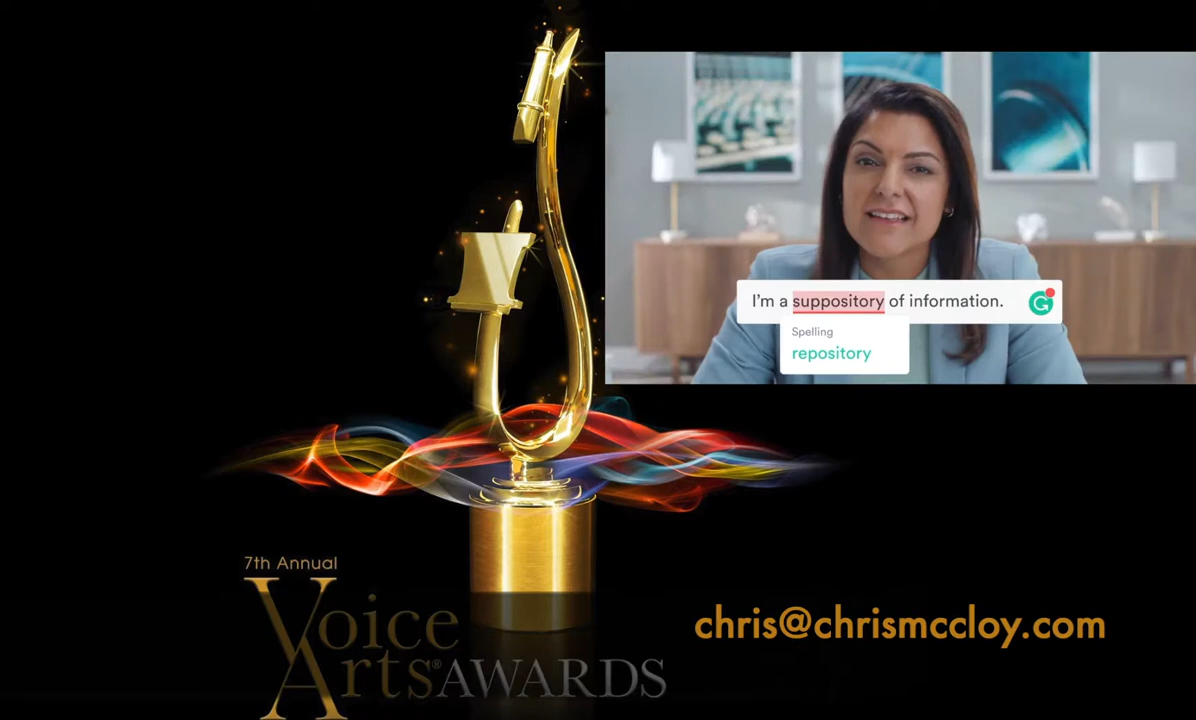 I'm a suppository of information.
Spelling
repository
7th Annual
Voice
Arts® AWARDS
chris@chrismccloy.com